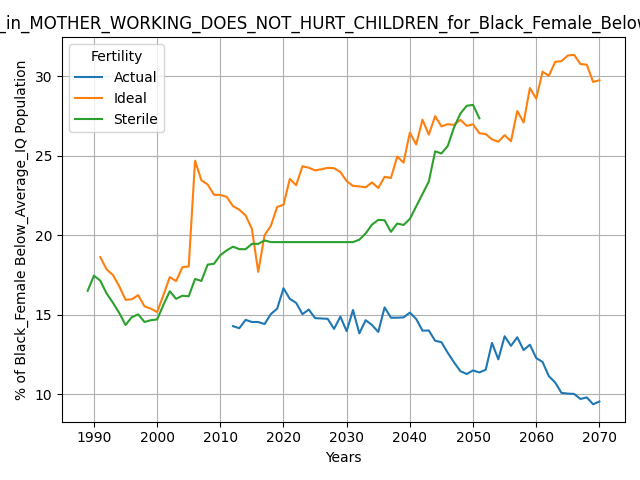 _in_MOTHER_WORKING_DOES_NOT_HURT_CHILDREN_for_Black_Female_Below
Fertility
Actual
Ideal
Sterile
% of Black_Female Below_Average_IQ Population
30
25
20
15
10
1990 2000 2010 2020 2030 2040 2050 2060 2070
Years